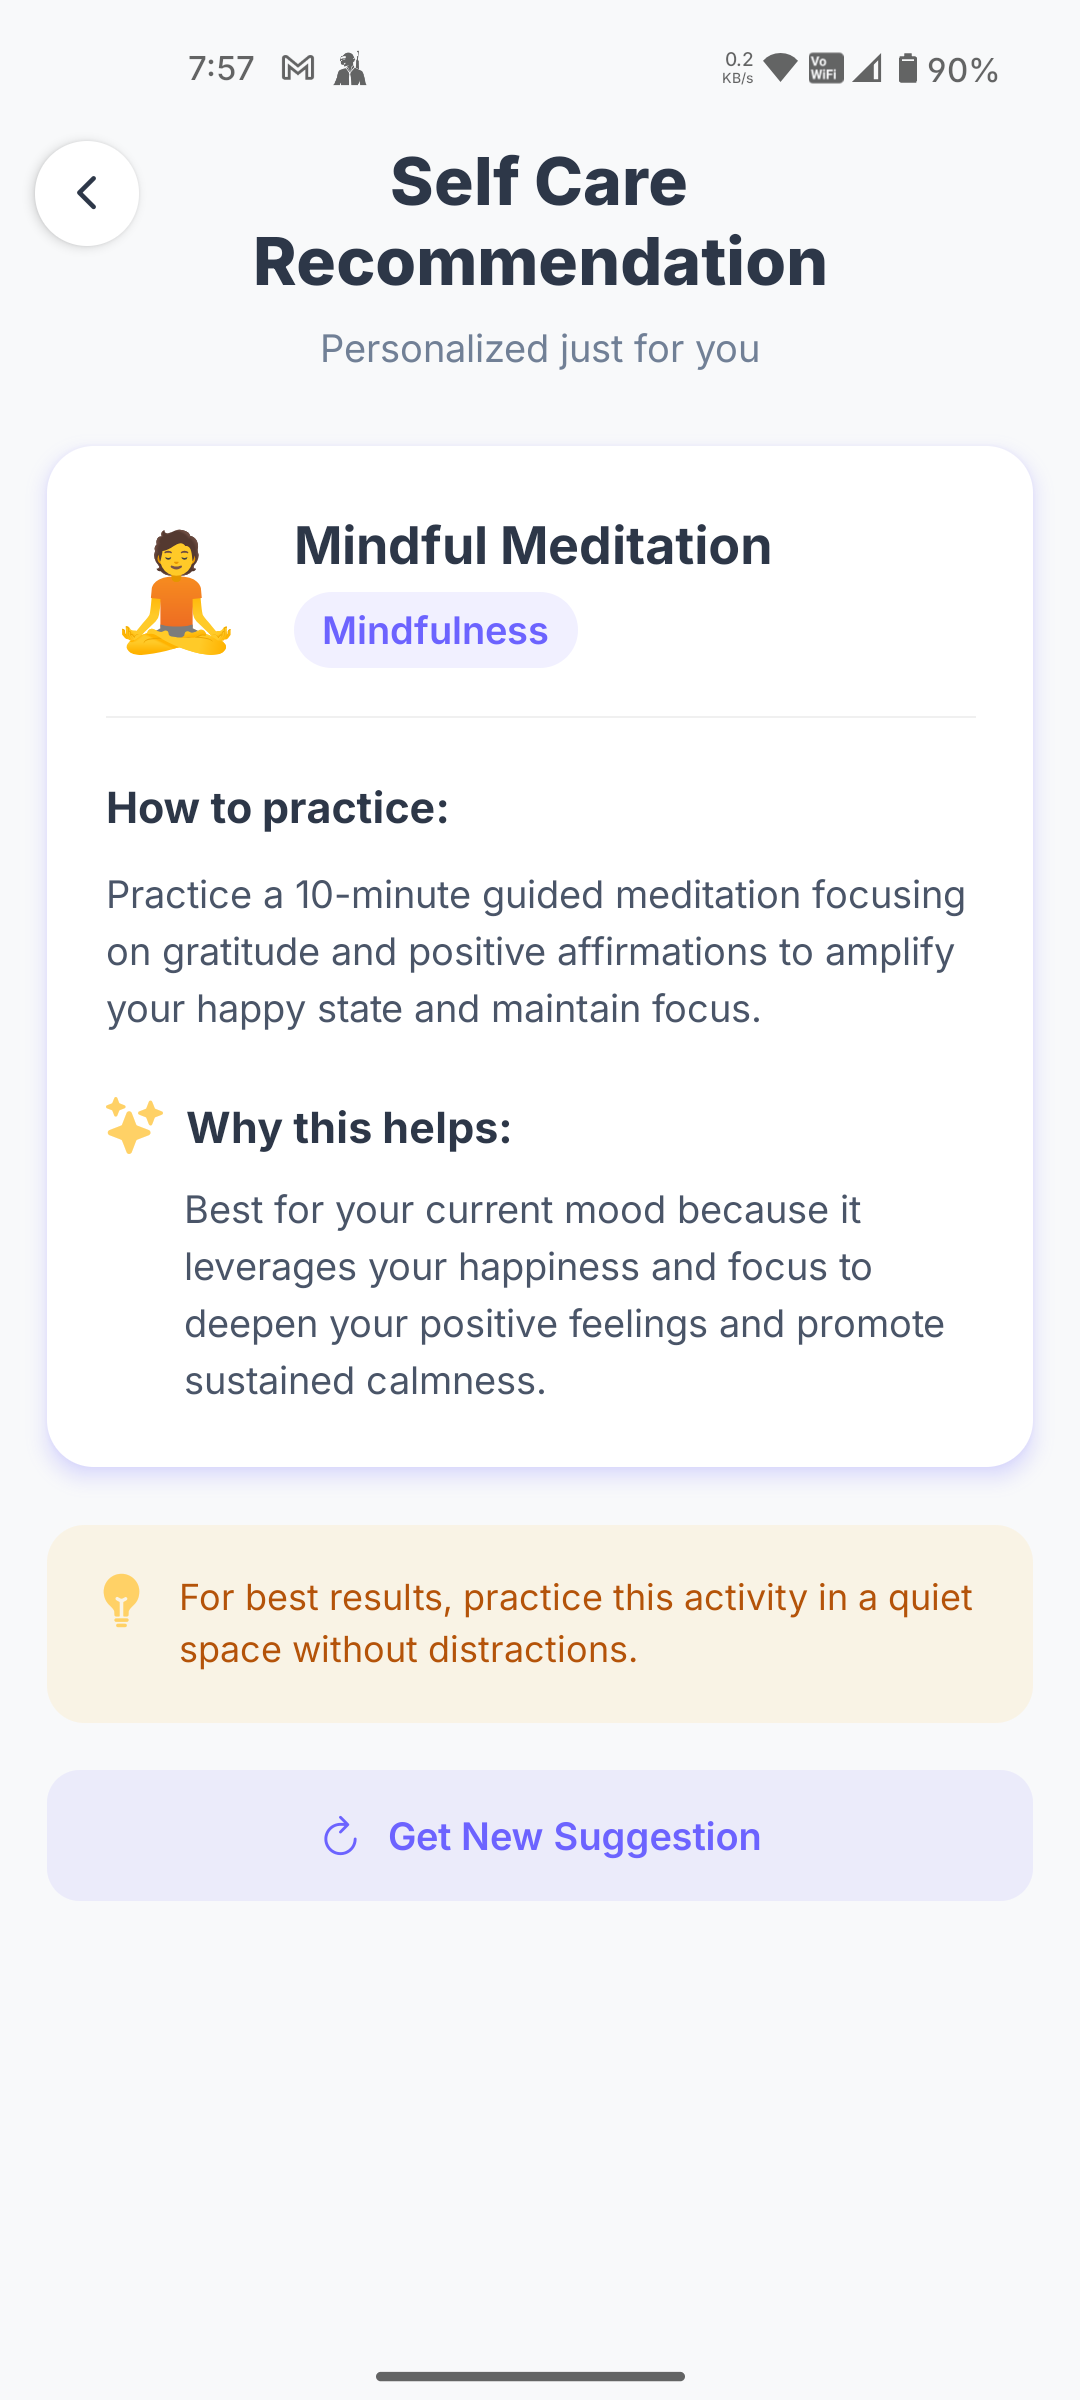 7:57
0.2
KB/s
Vo
WiFi
90%
Self Care
Recommendation
Personalized just for you
Mindful Meditation
Mindfulness
How to practice:
Practice a 10-minute guided meditation focusing
on gratitude and positive affirmations to amplify
your happy state and maintain focus.
Why this helps:
Best for your current mood because it
leverages your happiness and focus to
deepen your positive feelings and promote
sustained calmness.
For best results, practice this activity in a quiet
space without distractions.
Get New Suggestion